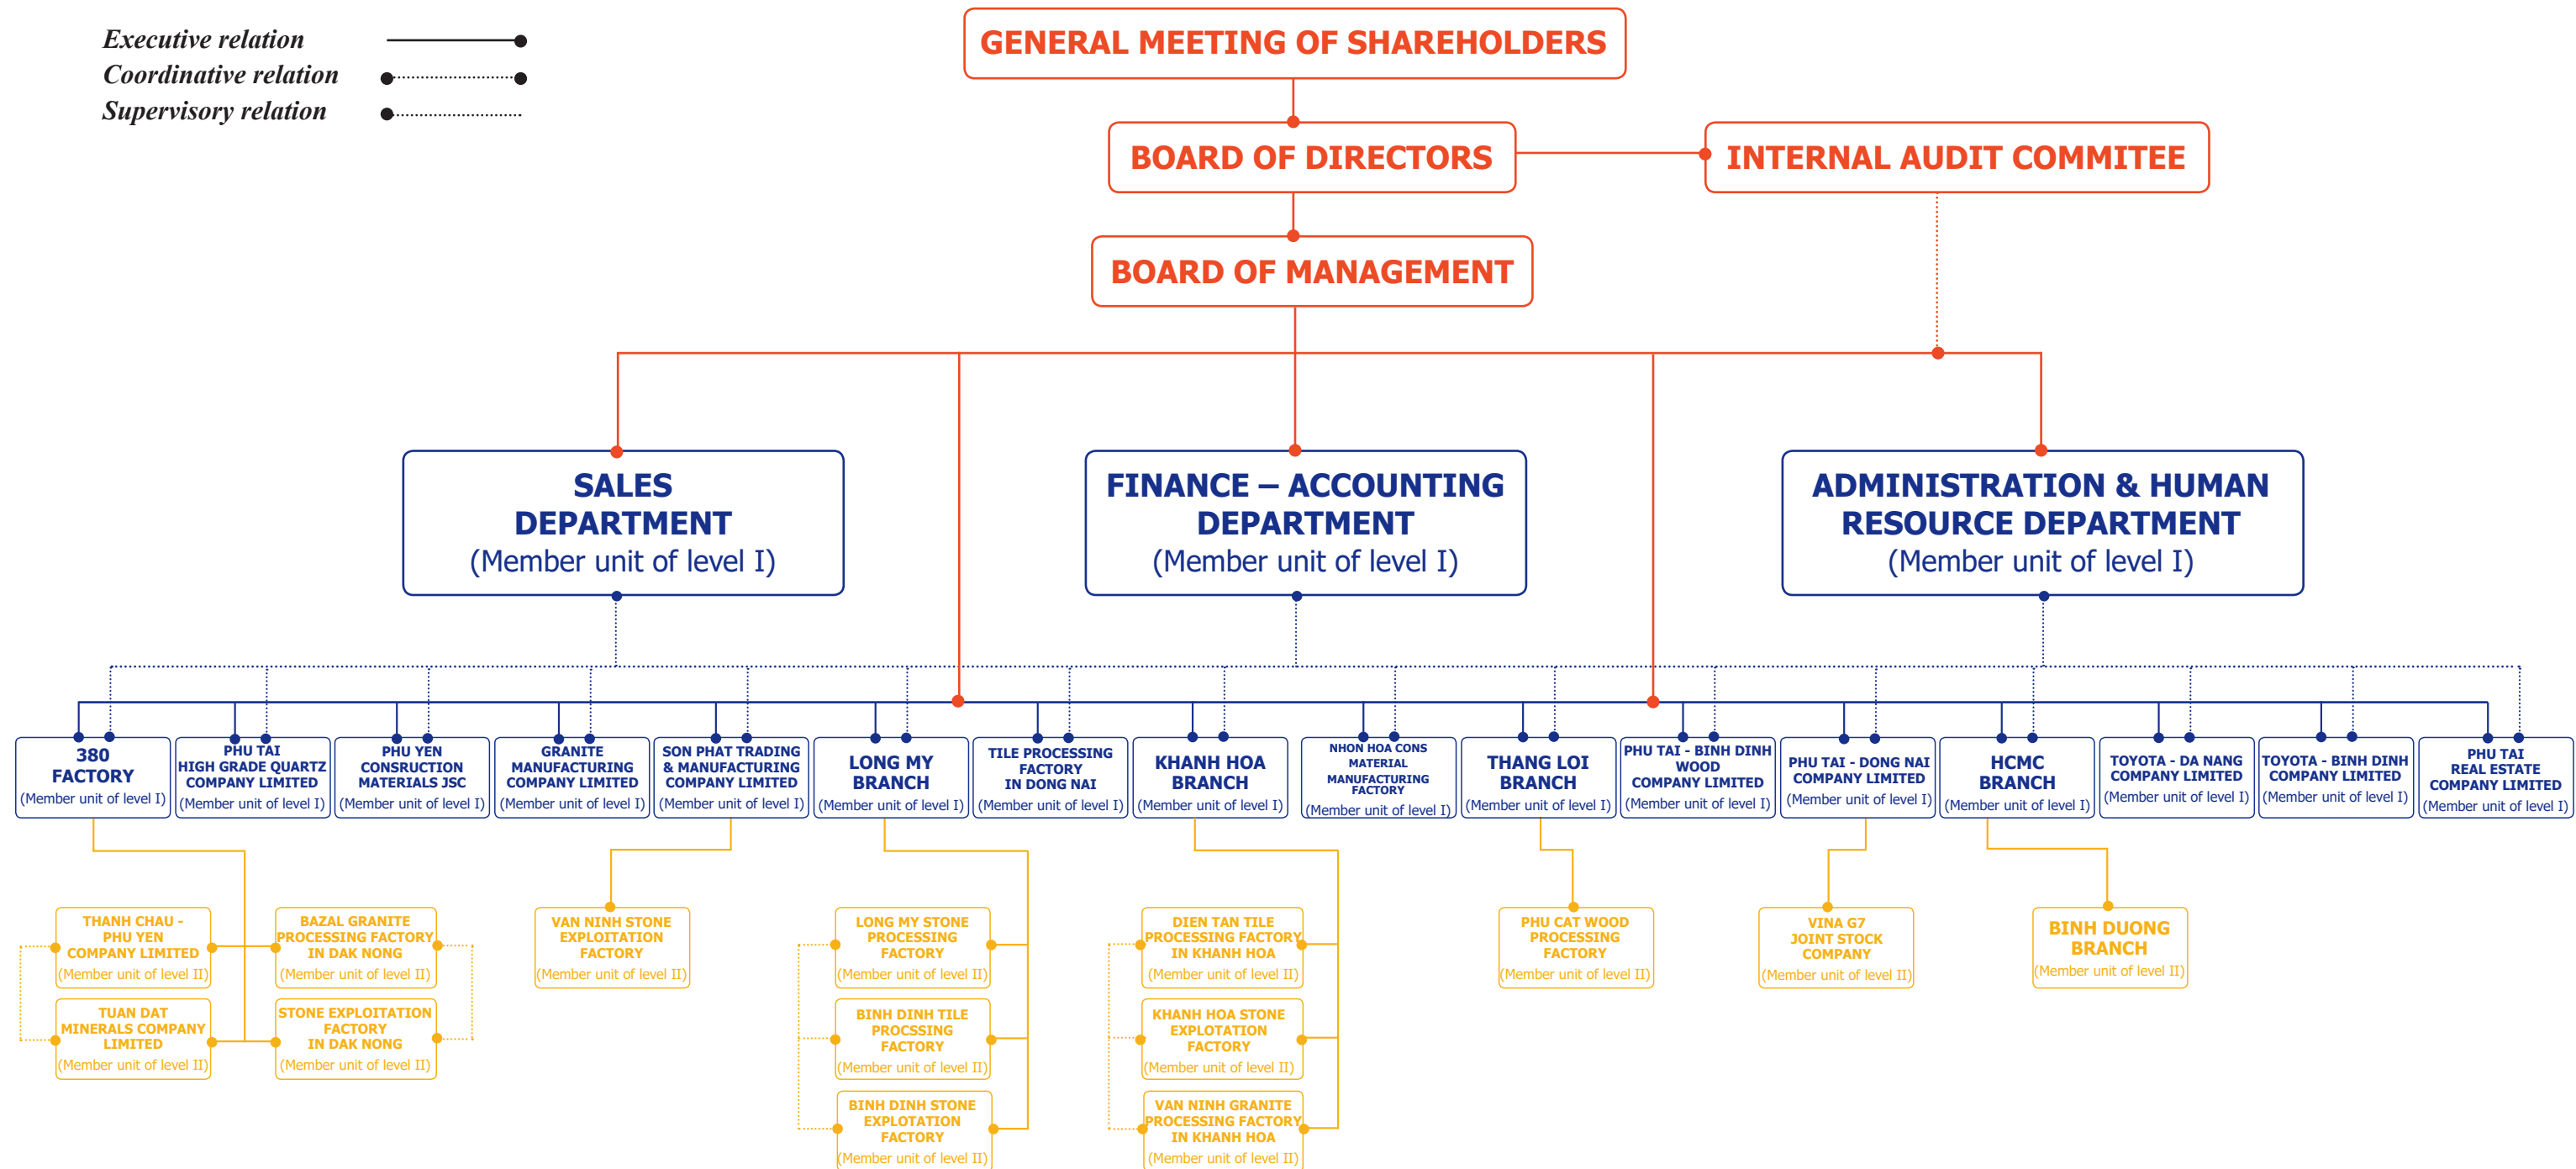 Executive relation
Coordinative relation
Supervisory relation
GENERAL MEETING OF SHAREHOLDERS
BOARD OF DIRECTORS
INTERNAL AUDIT COMMITEE
BOARD OF MANAGEMENT
SALES
DEPARTMENT
(Member unit of level I)
FINANCE – ACCOUNTING
DEPARTMENT
(Member unit of level I)
ADMINISTRATION & HUMAN
RESOURCE DEPARTMENT
(Member unit of level I)
380
FACTORY
(Member unit of level I)
PHU TAI
HIGH GRADE QUARTZ
COMPANY LIMITED
(Member unit of level I)
PHU YEN
CONSRUCTION
MATERIALS JSC
(Member unit of level I)
GRANITE
MANUFACTURING
COMPANY LIMITED
(Member unit of level I)
SON PHAT TRADING
& MANUFACTURING
COMPANY LIMITED
(Member unit of level I)
LONG MY
BRANCH
(Member unit of level I)
TILE PROCESSING
FACTORY
IN DONG NAI
(Member unit of level I)
KHANH HOA
BRANCH
(Member unit of level I)
NHON HOA CONS
MATERIAL
MANUFACTURING
FACTORY
(Member unit of level I)
THANG LOI
BRANCH
(Member unit of level I)
PHU TAI - BINH DINH
WOOD
COMPANY LIMITED
(Member unit of level I)
PHU TAI - DONG NAI
COMPANY LIMITED
(Member unit of level I)
HCMC
BRANCH
(Member unit of level I)
TOYOTA - DA NANG
COMPANY LIMITED
(Member unit of level I)
TOYOTA - BINH DINH
COMPANY LIMITED
(Member unit of level I)
PHU TAI
REAL ESTATE
COMPANY LIMITED
(Member unit of level I)
THANH CHAU -
PHU YEN
COMPANY LIMITED
(Member unit of level II)
BAZAL GRANITE
PROCESSING FACTORY
IN DAK NONG
(Member unit of level II)
TUAN DAT
MINERALS COMPANY
LIMITED
(Member unit of level II)
STONE EXPLOITATION
FACTORY
IN DAK NONG
(Member unit of level II)
VAN NINH STONE
EXPLOITATION
FACTORY
(Member unit of level II)
LONG MY STONE
PROCESSING
FACTORY
(Member unit of level II)
BINH DINH TILE
PROCSSING
FACTORY
(Member unit of level II)
BINH DINH STONE
EXPLOTATION
FACTORY
(Member unit of level II)
DIEN TAN TILE
PROCESSING FACTORY
IN KHANH HOA
(Member unit of level II)
KHANH HOA STONE
EXPLOTATION
FACTORY
(Member unit of level II)
VAN NINH GRANITE
PROCESSING FACTORY
IN KHANH HOA
(Member unit of level II)
PHU CAT WOOD
PROCESSING
FACTORY
(Member unit of level II)
VINA G7
JOINT STOCK
COMPANY
(Member unit of level II)
BINH DUONG
BRANCH
(Member unit of level II)